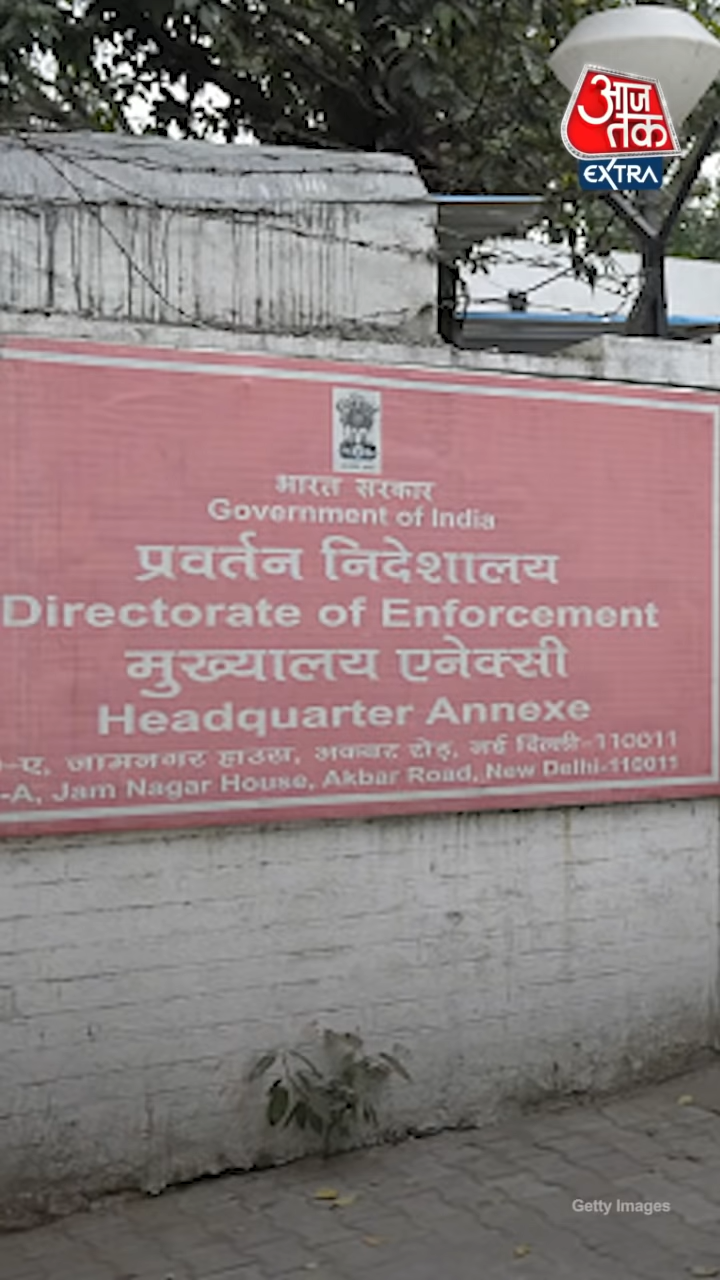 आज
तक
EXTRA
भारत सरकार
Government of India
प्रवर्तन निदेशालय
Directorate of Enforcement
मुख्यालय एनेक्सी
Headquarter Annexe
-ए, जामनगर हाउस, अकबर रोड़, नई दिल्ली-110011
-A, Jam Nagar House, Akbar Road, New Delhi-110011
Getty Images